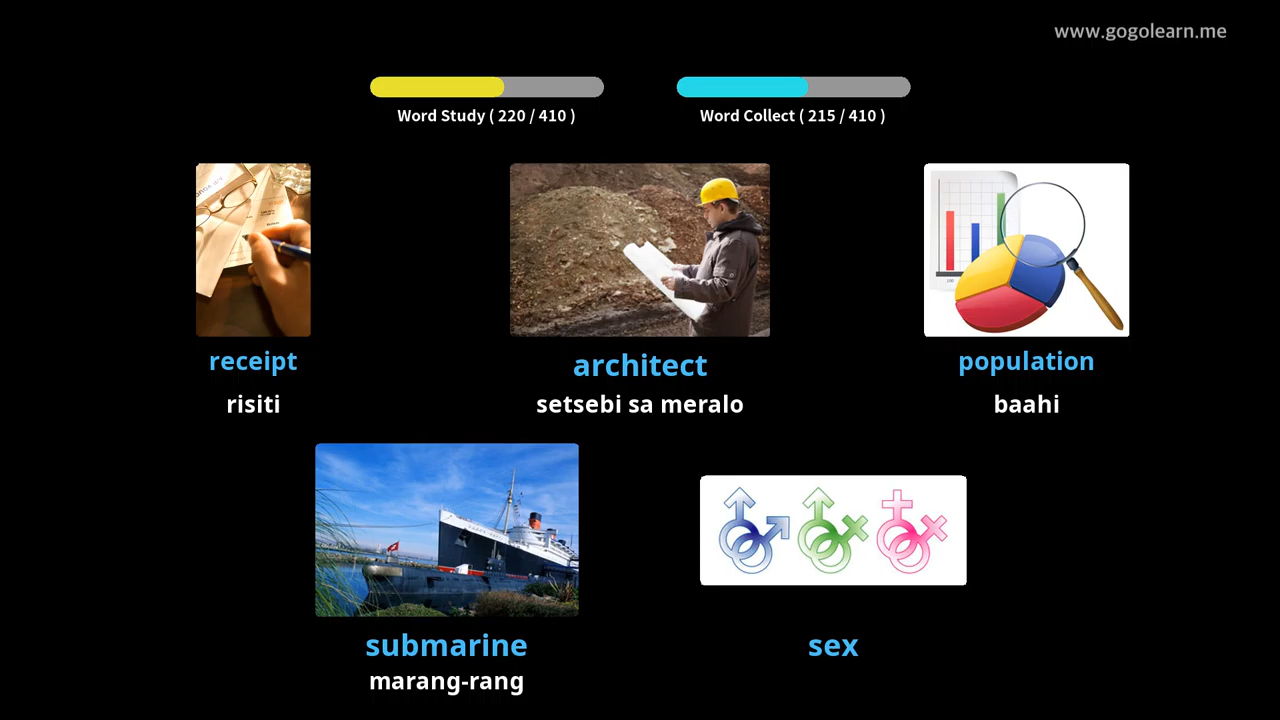 www.gogolearn.me
Word Study ( 220 / 410 )
Word Collect ( 215 / 410 )
receipt
architect
population
risiti
setsebi sa meralo
baahi
submarine
sex
marang-rang